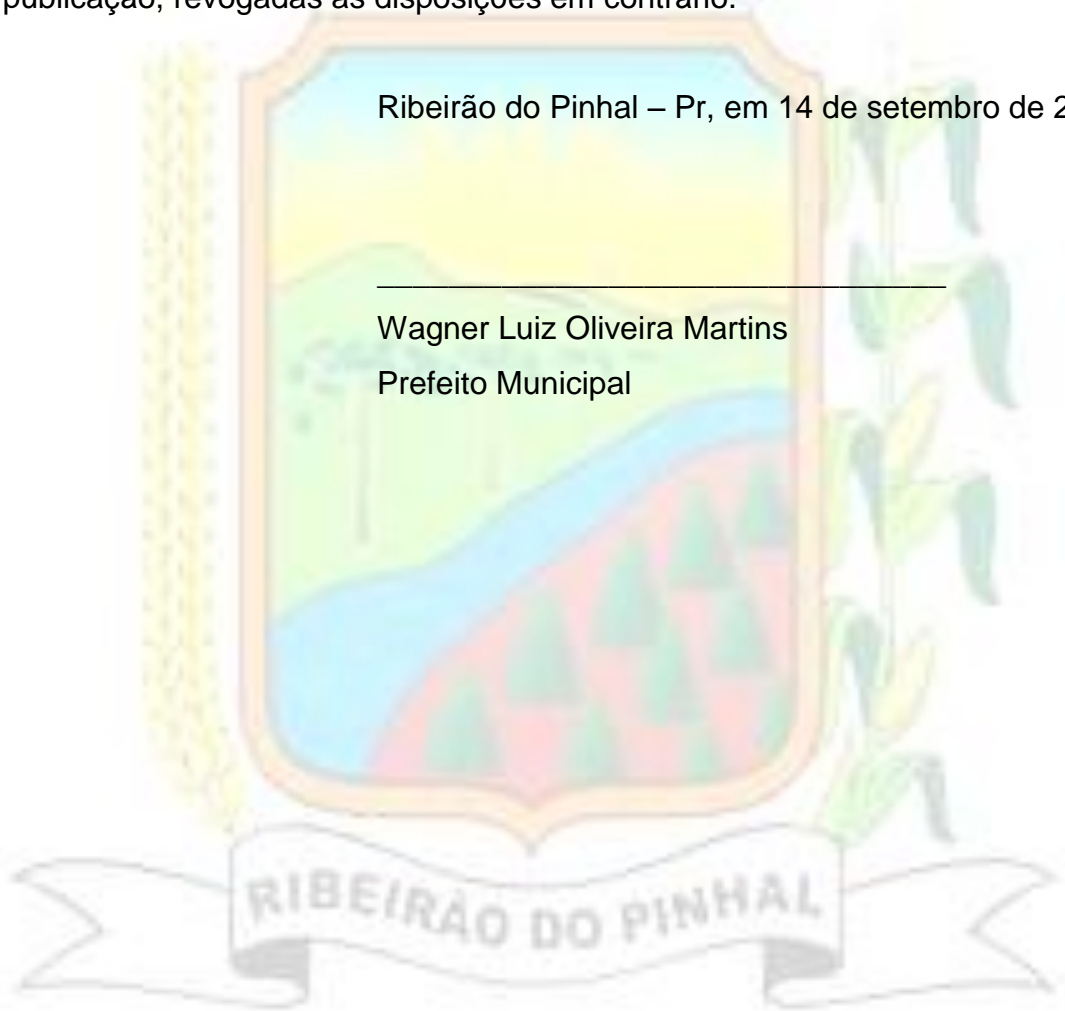 publicação, revogadas as disposições em contrário.
Ribeirão do Pinhal – Pr, em 14 de setembro de 2
Wagner Luiz Oliveira Martins
Prefeito Municipal
RIBEIRÃO DO PINHAL